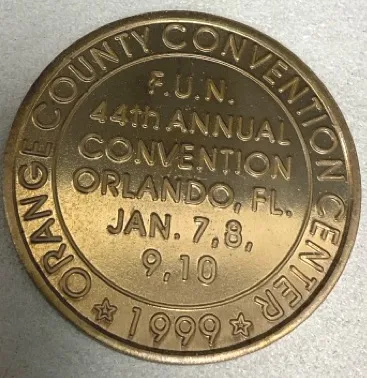 ORANGE COUNTY CONVENTION CENTER
F.U.N.
44th ANNUAL
CONVENTION
ORLANDO, FL.
JAN. 7,8,
9,10
☆ 1999 ☆